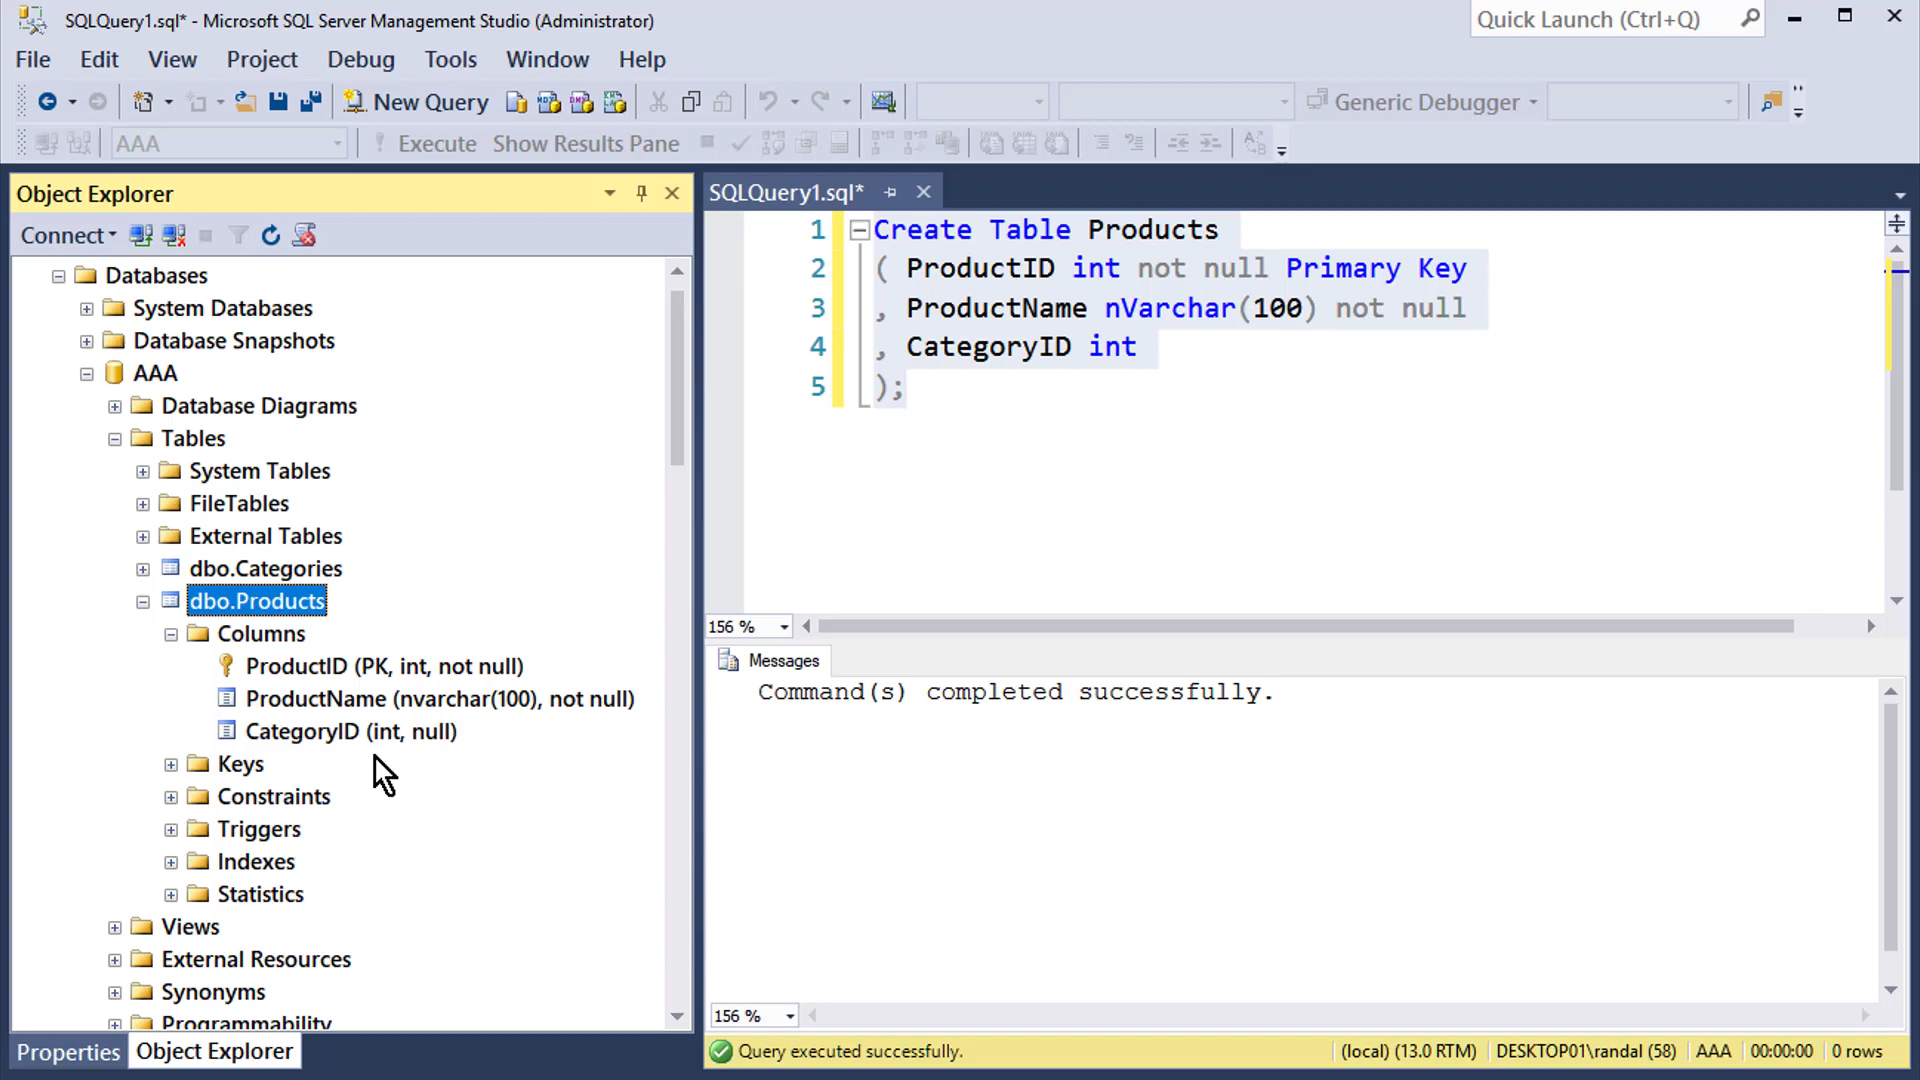 SQLQuery1.sql* - Microsoft SQL Server Management Studio (Administrator)
Quick Launch (Ctrl+Q)
File Edit View Project Debug Tools Window Help
New Query
Generic Debugger
AAA
Execute Show Results Pane
Object Explorer
Connect
Databases
System Databases
Database Snapshots
AAA
Database Diagrams
Tables
System Tables
FileTables
External Tables
dbo.Categories
dbo.Products
Columns
ProductID (PK, int, not null)
ProductName (nvarchar(100), not null)
CategoryID (int, null)
Keys
Constraints
Triggers
Indexes
Statistics
Views
External Resources
Synonyms
Programmability
Properties Object Explorer
SQLQuery1.sql*
1 Create Table Products
2 ( ProductID int not null Primary Key
3 , ProductName nVarchar(100) not null
4 , CategoryID int
5 );
156 %
Messages
Command(s) completed successfully.
156 %
Query executed successfully. (local) (13.0 RTM) DESKTOP01\randal (58) AAA 00:00:00 0 rows